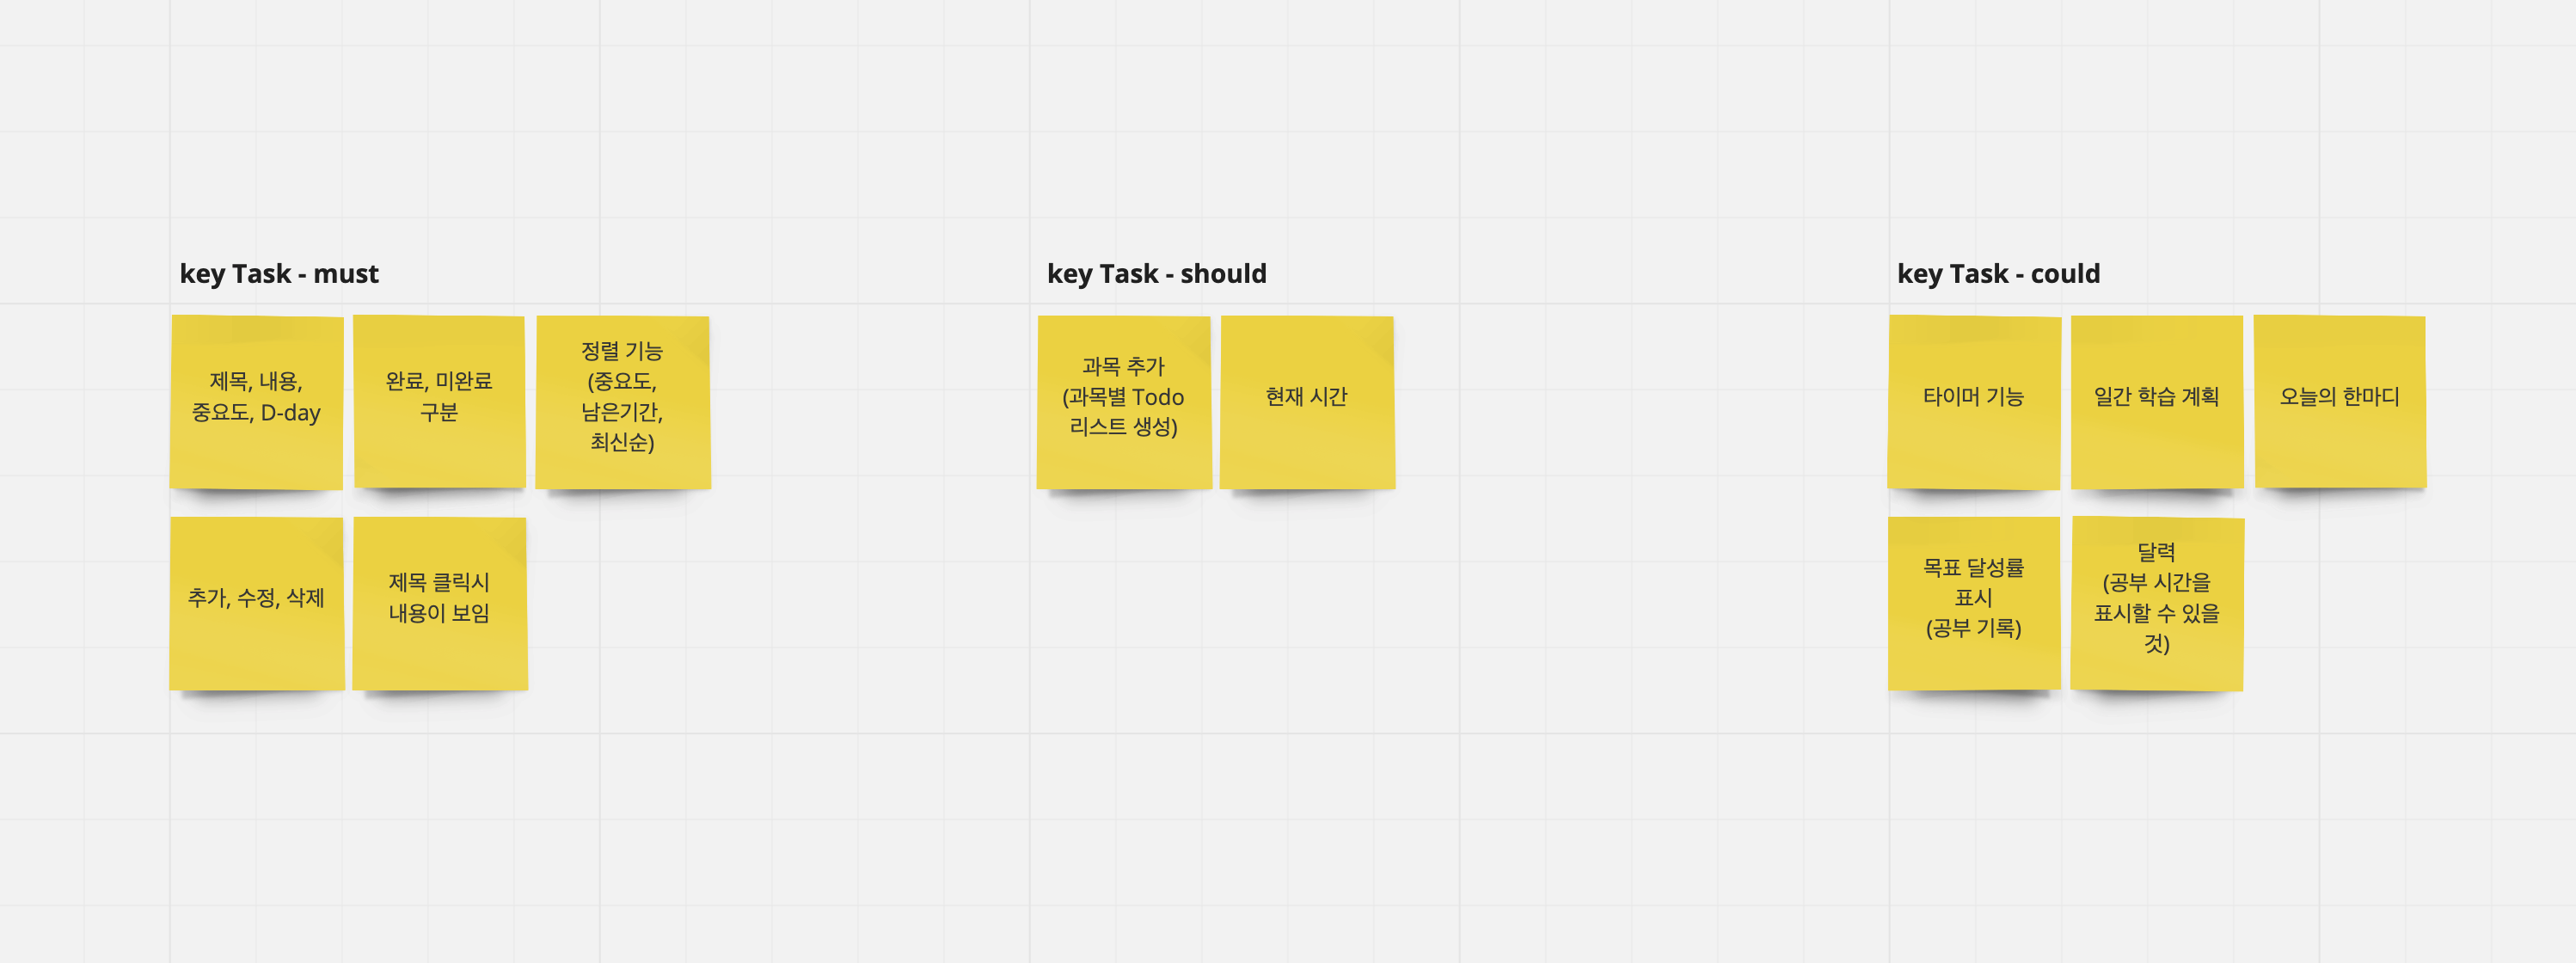 key Task - must
제목, 내용,
중요도, D-day
완료, 미완료
구분
정렬 기능
(중요도,
남은기간,
최신순)
추가, 수정, 삭제
제목 클릭시
내용이 보임
key Task - should
과목 추가
(과목별 Todo
리스트 생성)
현재 시간
key Task - could
타이머 기능
일간 학습 계획
오늘의 한마디
목표 달성률
표시
(공부 기록)
달력
(공부 시간을
표시할 수 있을
것)